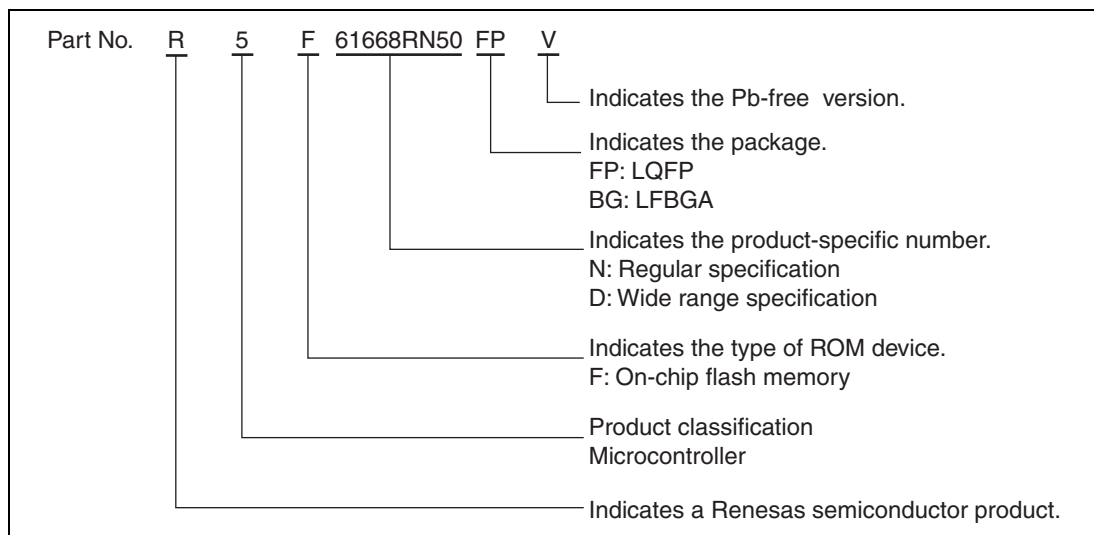 Part No. R 5 F 61668RN50 FP V
Indicates the Pb-free version.
Indicates the package.
FP: LQFP
BG: LFBGA
Indicates the product-specific number.
N: Regular specification
D: Wide range specification
Indicates the type of ROM device.
F: On-chip flash memory
Product classification
Microcontroller
Indicates a Renesas semiconductor product.